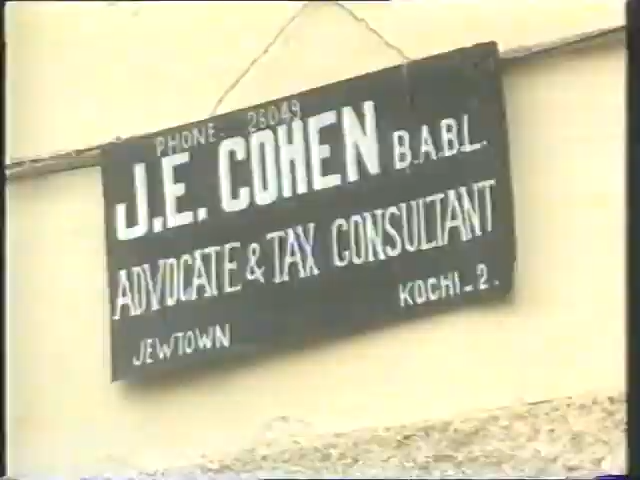 PHONE: 26049
J.E. COHEN B.A.B.L.
ADVOCATE & TAX CONSULTANT
JEWTOWN KOCHI-2.